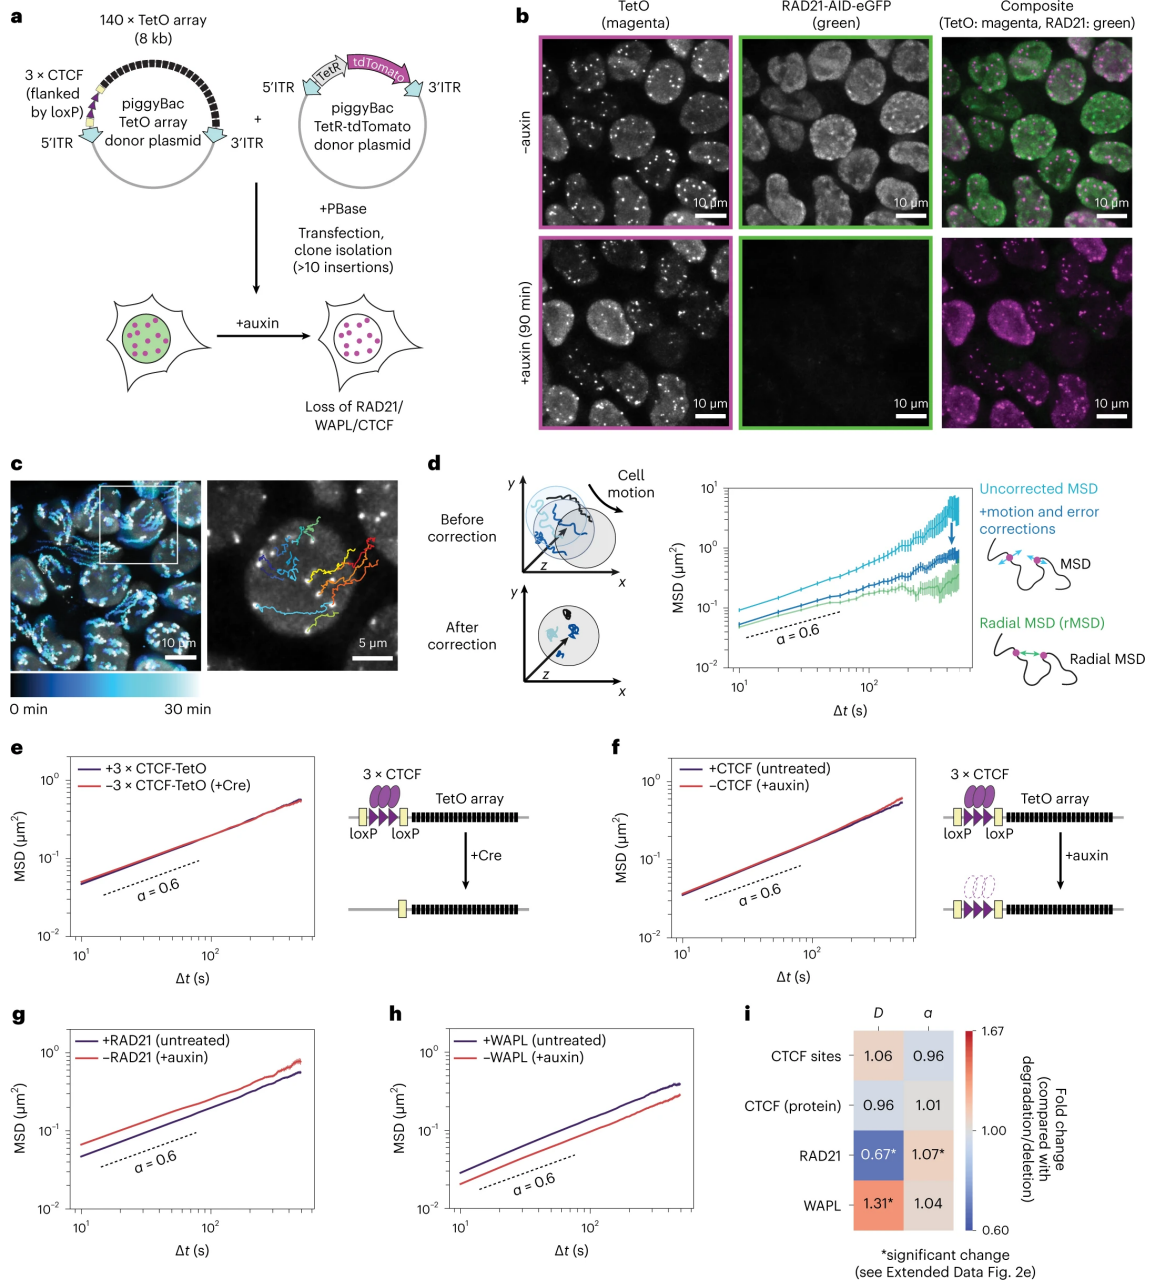 a
140 × TetO array
(8 kb)
3 × CTCF
(flanked
by loxP)
piggyBac
TetO array
donor plasmid
5′ITR
3′ITR
+
TetR
tdTomato
5′ITR
3′ITR
piggyBac
TetR-tdTomato
donor plasmid
+PBase
Transfection,
clone isolation
(>10 insertions)
+auxin
Loss of RAD21/
WAPL/CTCF
b
TetO
(magenta)
RAD21-AID-eGFP
(green)
Composite
(TetO: magenta, RAD21: green)
–auxin
10 µm
10 µm
10 µm
+auxin (90 min)
10 µm
10 µm
10 µm
c
10 µm
5 µm
0 min
30 min
d
Before
correction
y
z
x
Cell
motion
After
correction
y
z
x
MSD (µm²)
10¹
10⁰
10⁻¹
10⁻²
α = 0.6
10¹
10²
Δt (s)
Uncorrected MSD
+motion and error
corrections
MSD
Radial MSD (rMSD)
Radial MSD
e
+3 × CTCF-TetO
–3 × CTCF-TetO (+Cre)
MSD (µm²)
10⁰
10⁻¹
10⁻²
α = 0.6
10¹
10²
Δt (s)
3 × CTCF
TetO array
loxP
loxP
+Cre
f
+CTCF (untreated)
–CTCF (+auxin)
MSD (µm²)
10⁰
10⁻¹
10⁻²
α = 0.6
10¹
10²
Δt (s)
3 × CTCF
TetO array
loxP
loxP
+auxin
g
+RAD21 (untreated)
–RAD21 (+auxin)
MSD (µm²)
10⁰
10⁻¹
10⁻²
α = 0.6
10¹
10²
Δt (s)
h
+WAPL (untreated)
–WAPL (+auxin)
MSD (µm²)
10⁰
10⁻¹
10⁻²
α = 0.6
10¹
10²
Δt (s)
i
D
α
CTCF sites
1.06
0.96
CTCF (protein)
0.96
1.01
RAD21
0.67*
1.07*
WAPL
1.31*
1.04
1.67
1.00
0.60
Fold change
(compared with
degradation/deletion)
*significant change
(see Extended Data Fig. 2e)